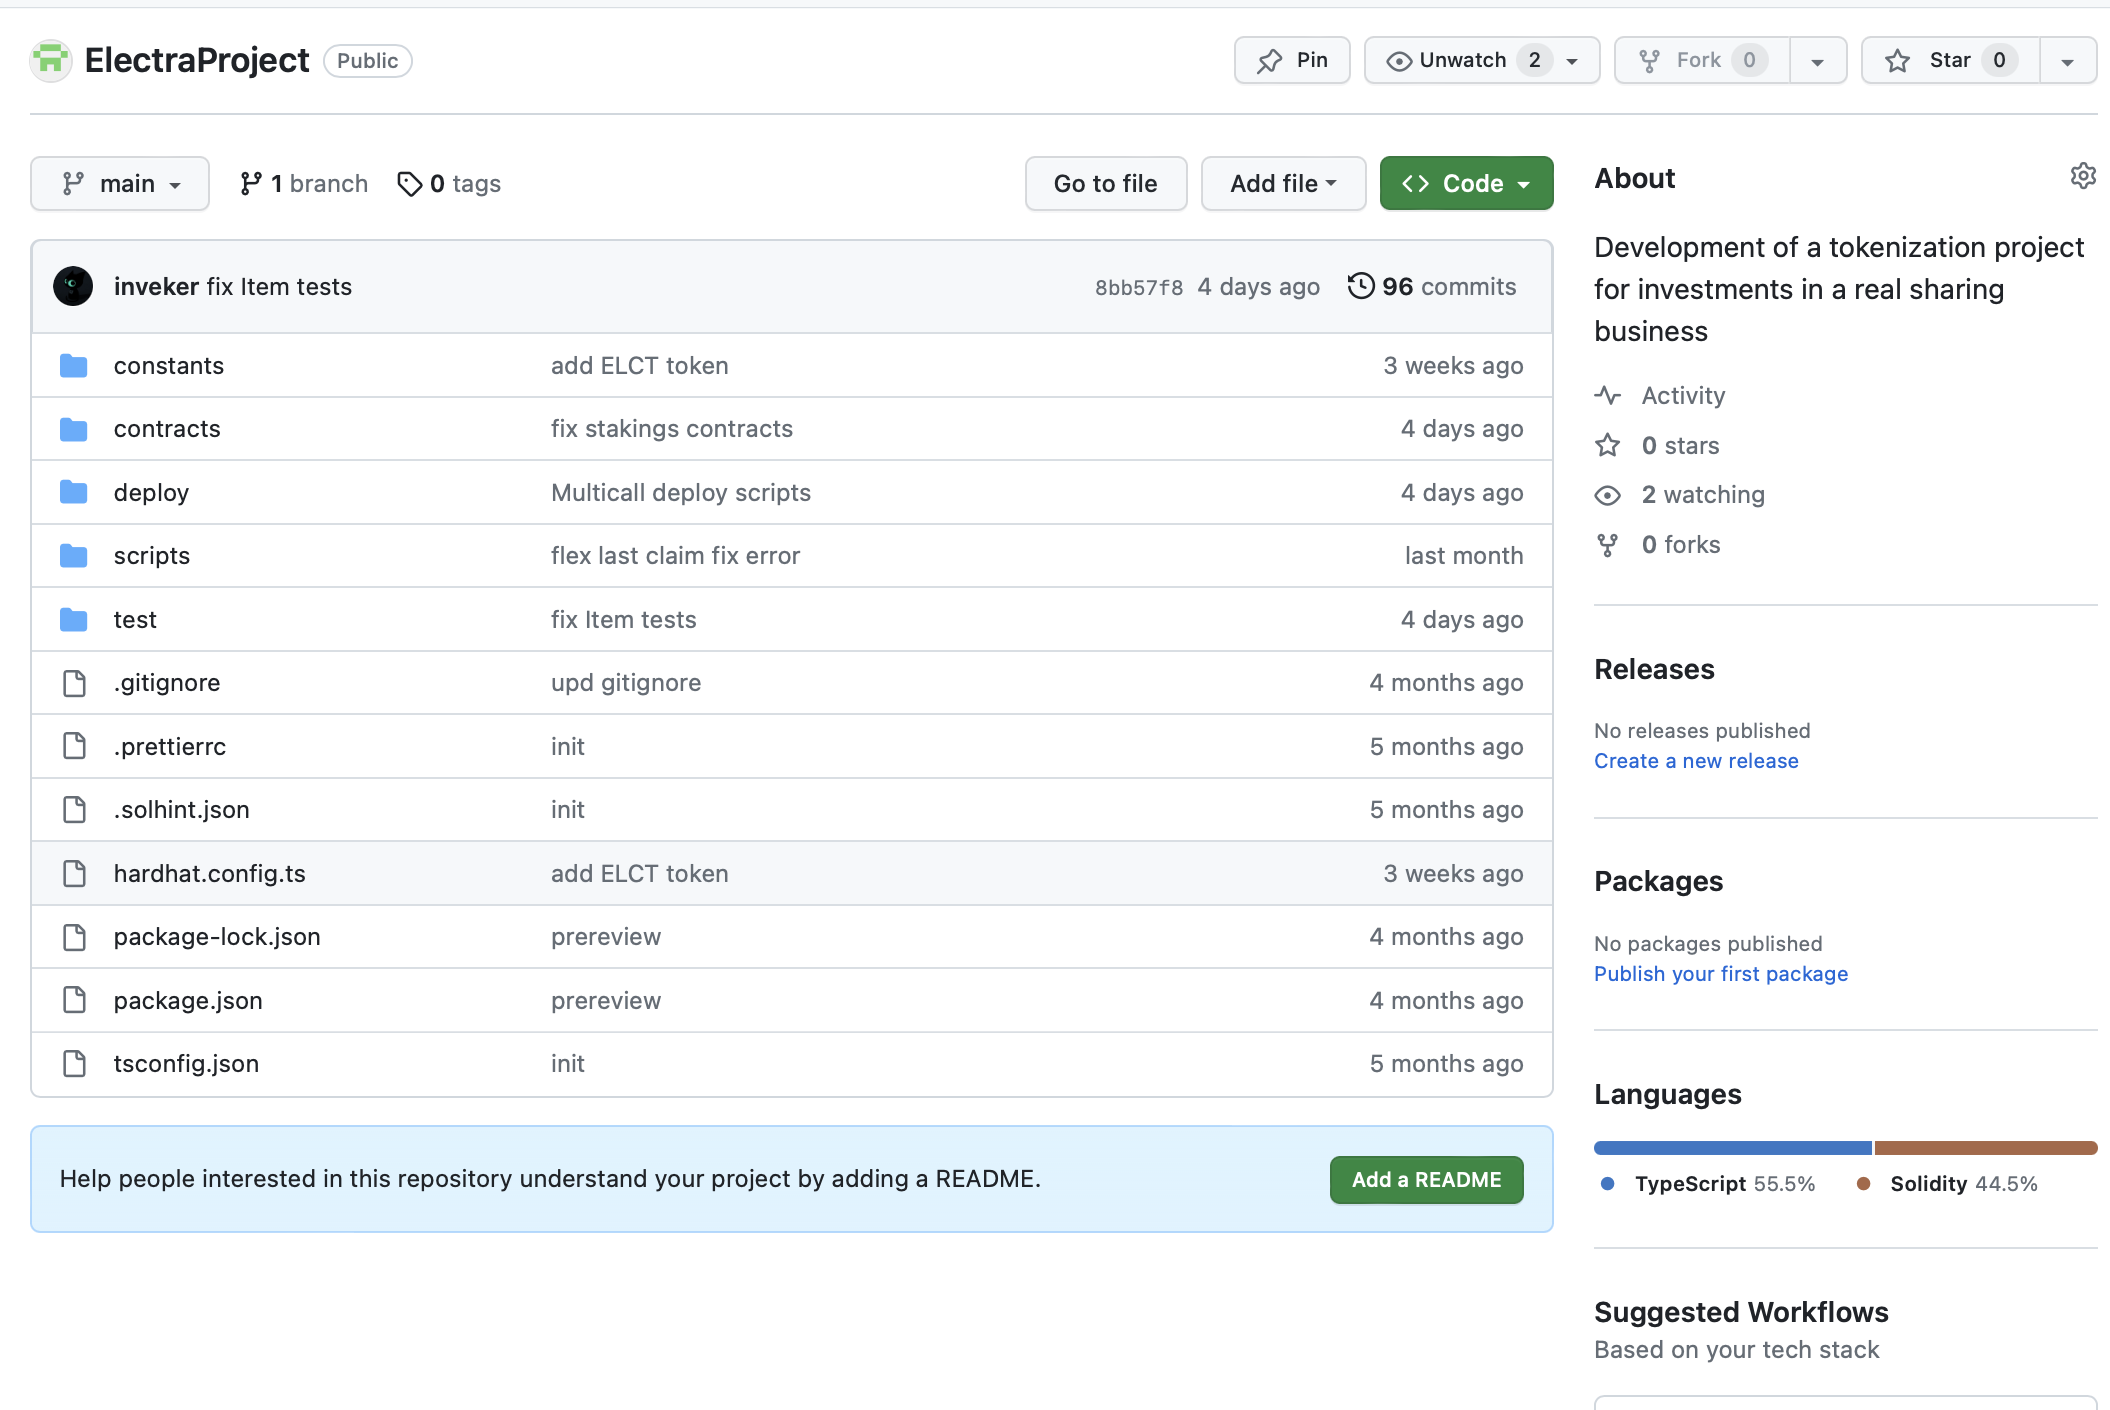 ElectraProject Public Pin Unwatch 2 Fork 0 Star 0
main 1 branch 0 tags Go to file Add file Code
inveker fix Item tests 8bb57f8 4 days ago 96 commits
constants add ELCT token 3 weeks ago
contracts fix stakings contracts 4 days ago
deploy Multicall deploy scripts 4 days ago
scripts flex last claim fix error last month
test fix Item tests 4 days ago
.gitignore upd gitignore 4 months ago
.prettierrc init 5 months ago
.solhint.json init 5 months ago
hardhat.config.ts add ELCT token 3 weeks ago
package-lock.json prereview 4 months ago
package.json prereview 4 months ago
tsconfig.json init 5 months ago
Help people interested in this repository understand your project by adding a README. Add a README
About
Development of a tokenization project
for investments in a real sharing
business
Activity
0 stars
2 watching
0 forks
Releases
No releases published
Create a new release
Packages
No packages published
Publish your first package
Languages
TypeScript 55.5% Solidity 44.5%
Suggested Workflows
Based on your tech stack